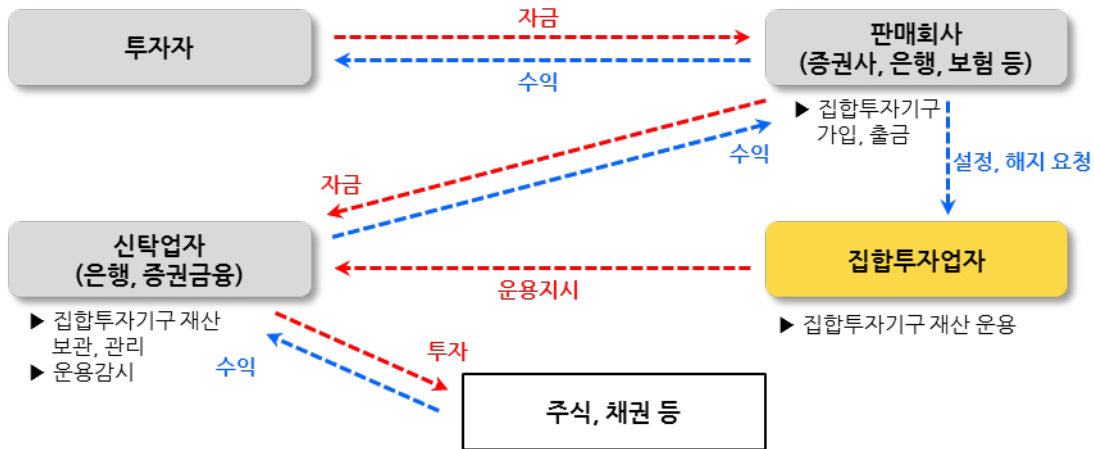 자금
투자자
판매회사
(증권사, 은행, 보험 등)
수익
▶ 집합투자기구
가입, 출금
수익
설정, 해지 요청
자금
신탁업자
(은행, 증권금융)
집합투자업자
운용지시
▶ 집합투자기구 재산
보관, 관리
▶ 운용감시
▶ 집합투자기구 재산 운용
투자
수익
주식, 채권 등